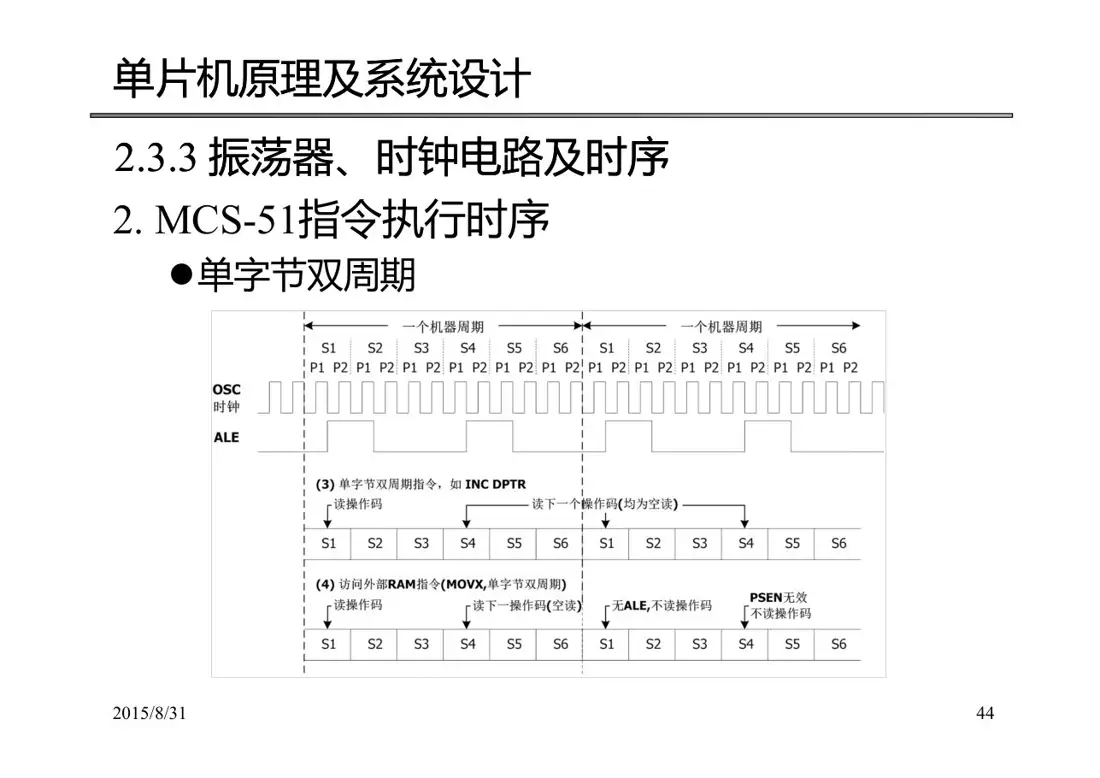 单片机原理及系统设计
2.3.3 振荡器、时钟电路及时序
2. MCS-51指令执行时序
●单字节双周期
一个机器周期 一个机器周期
S1 S2 S3 S4 S5 S6 S1 S2 S3 S4 S5 S6
P1 P2 P1 P2 P1 P2 P1 P2 P1 P2 P1 P2 P1 P2 P1 P2 P1 P2 P1 P2 P1 P2 P1 P2
OSC
时钟
ALE
(3) 单字节双周期指令，如 INC DPTR
读操作码 读下一个操作码(均为空读)
S1 S2 S3 S4 S5 S6 S1 S2 S3 S4 S5 S6
(4) 访问外部RAM指令(MOVX,单字节双周期)
读操作码 读下一操作码(空读) 无ALE,不读操作码 PSEN无效
不读操作码
S1 S2 S3 S4 S5 S6 S1 S2 S3 S4 S5 S6
2015/8/31 44